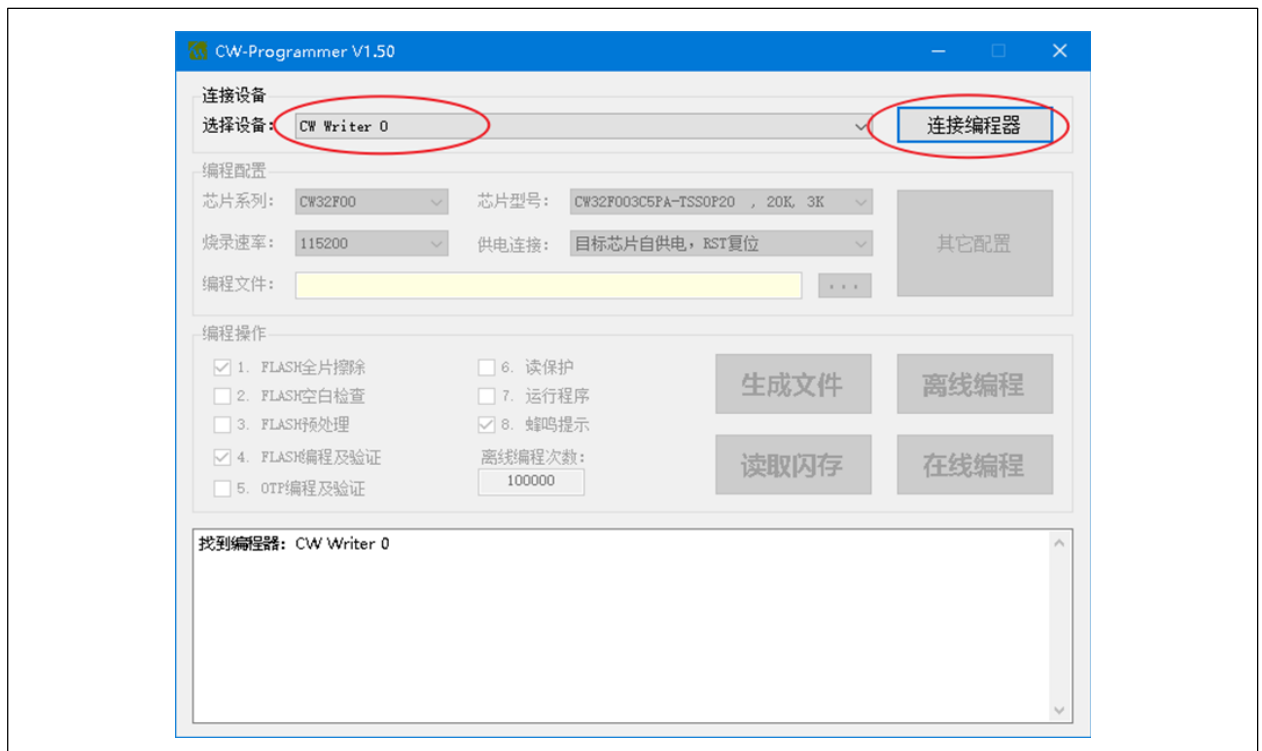 CW-Programmer V1.50
连接设备
选择设备: CW Writer 0 连接编程器
编程配置
芯片系列: CW32F00 芯片型号: CW32F003C5PA-TSSOP20 , 20K, 3K
烧录速率: 115200 供电连接: 目标芯片自供电,RST复位 其它配置
编程文件: ...
编程操作
1. FLASH全片擦除 6. 读保护
2. FLASH空白检查 7. 运行程序 生成文件 离线编程
3. FLASH预处理 8. 蜂鸣提示
4. FLASH编程及验证 离线编程次数:
5. OTP编程及验证 100000 读取闪存 在线编程
找到编程器: CW Writer 0